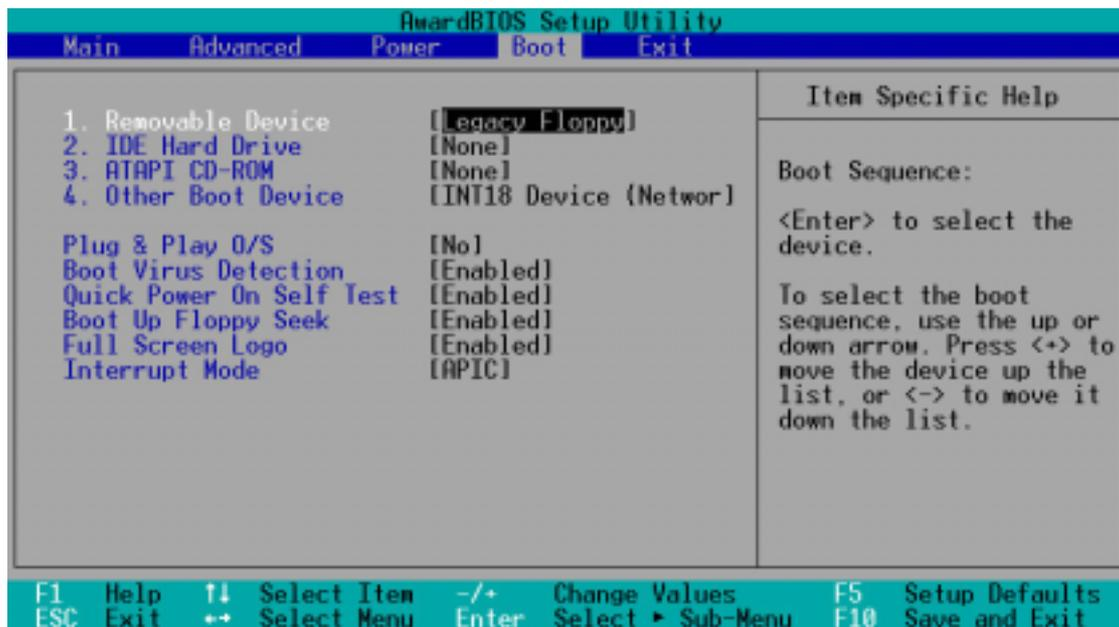 AwardBIOS Setup Utility
Main Advanced Power Boot Exit
1. Removable Device [Legacy Floppy]
2. IDE Hard Drive [None]
3. ATAPI CD-ROM [None]
4. Other Boot Device [INT18 Device (Networ]
Plug & Play O/S [No]
Boot Virus Detection [Enabled]
Quick Power On Self Test [Enabled]
Boot Up Floppy Seek [Enabled]
Full Screen Logo [Enabled]
Interrupt Mode [APIC]
Item Specific Help
Boot Sequence:
<Enter> to select the
device.
To select the boot
sequence, use the up or
down arrow. Press <+> to
move the device up the
list, or <-> to move it
down the list.
F1 Help ↑↓ Select Item -/+ Change Values F5 Setup Defaults
ESC Exit ←→ Select Menu Enter Select ► Sub-Menu F10 Save and Exit